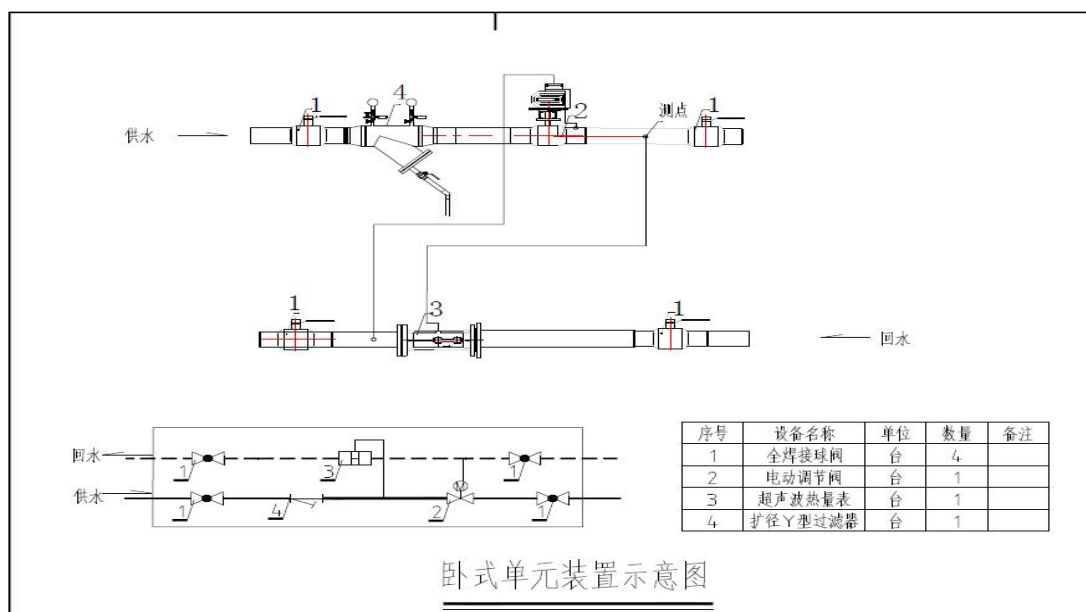 1
4
2
测点
1
供水
1
3
1
回水
回水
1
3
1
供水
1
4
2
1
序号 设备名称 单位 数量 备注
1 全焊接球阀 台 4
2 电动调节阀 台 1
3 超声波热量表 台 1
4 扩径Y型过滤器 台 1
卧式单元装置示意图